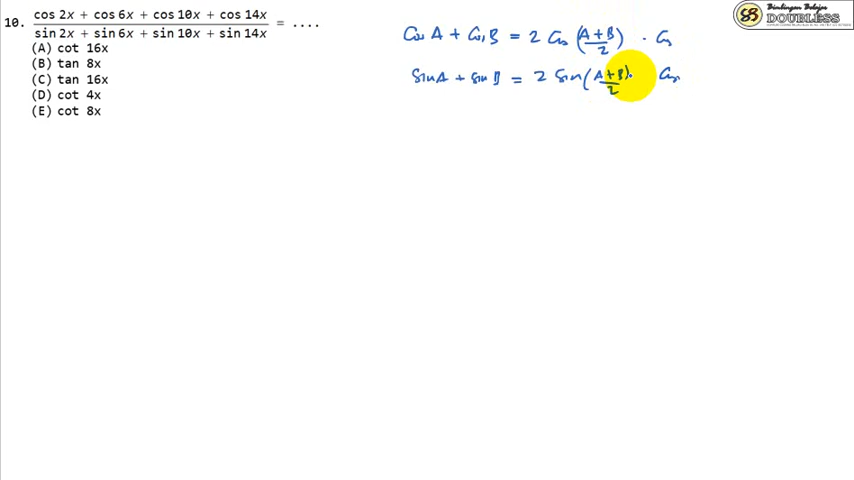 10. cos 2x + cos 6x + cos 10x + cos 14x / sin 2x + sin 6x + sin 10x + sin 14x = ....
(A) cot 16x
(B) tan 8x
(C) tan 16x
(D) cot 4x
(E) cot 8x
Cos A + Cos B = 2 Cos (A+B/2) . Cos
Sin A + sin B = 2 Sin (A+B/2). Cos
Bimbingan Belajar
DOUBLESS